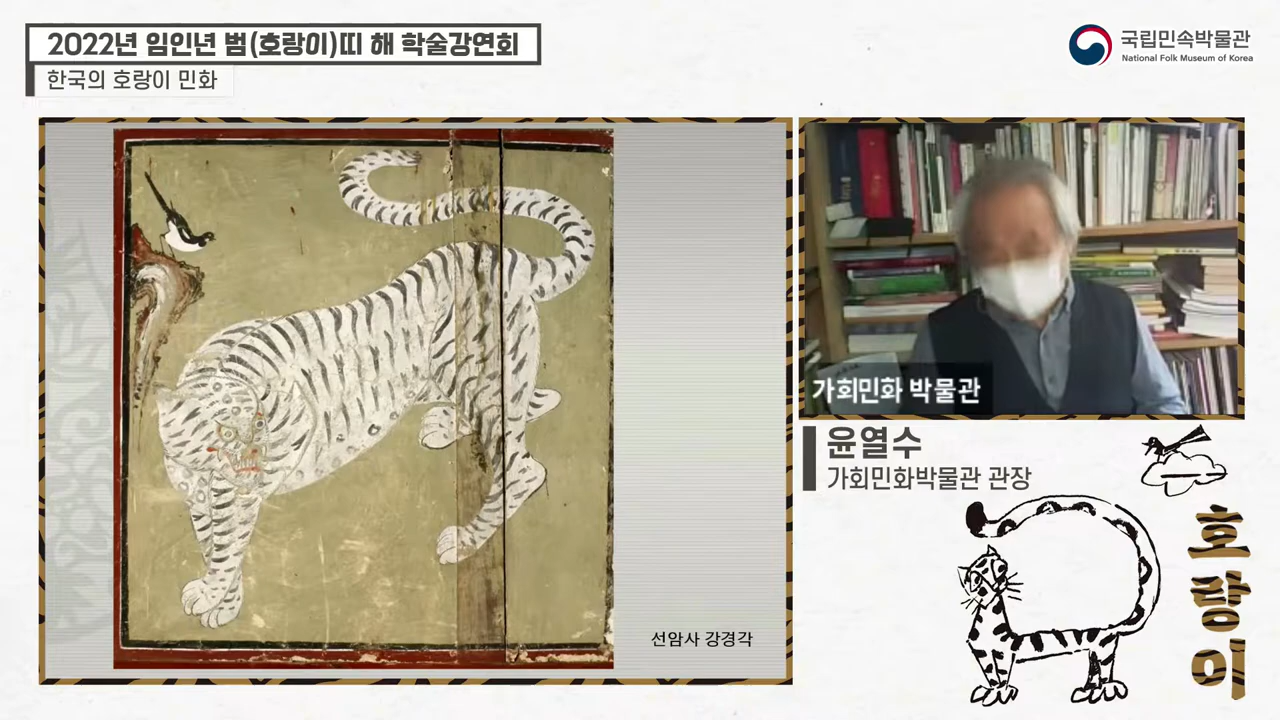 2022년 임인년 범(호랑이)띠 해 학술강연회
한국의 호랑이 민화
국립민속박물관
National Folk Museum of Korea
선암사 강경각
가회민화 박물관
윤열수
가회민화박물관 관장
호랑이